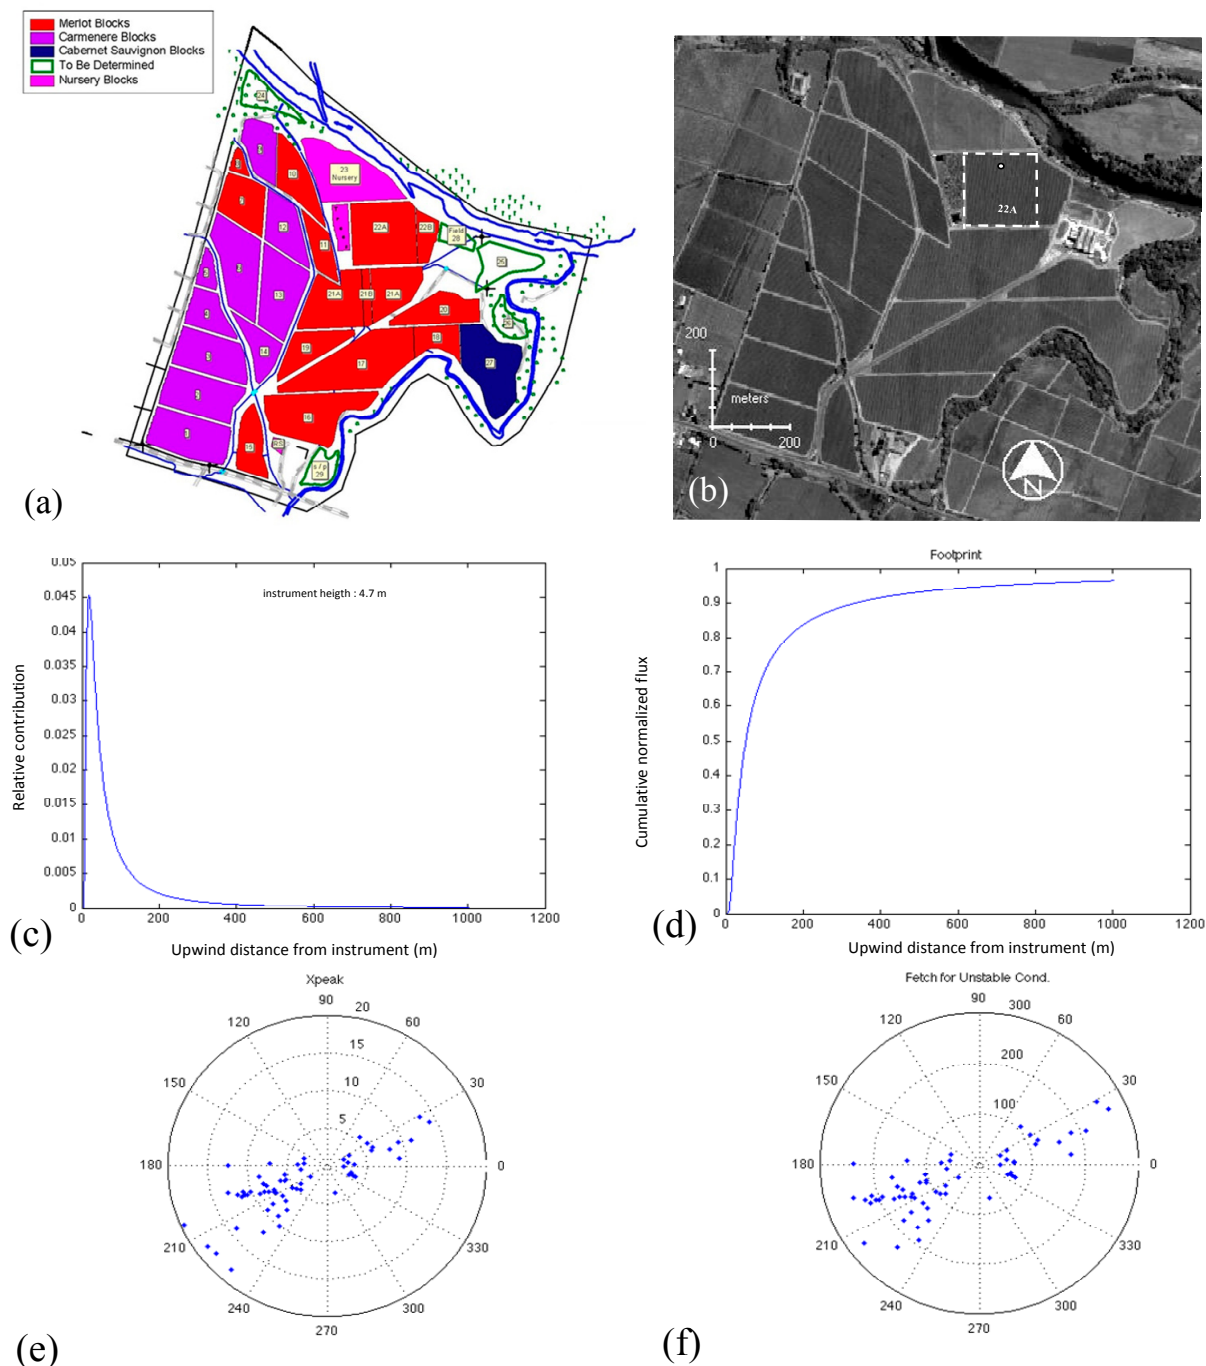 Merlot Blocks
Carmenere Blocks
Cabernet Sauvignon Blocks
To Be Determined
Nursery Blocks
24
10
23
Nursery
12
11
22A
22B
Field
28
25
13
21A
21B
21A
20
26
14
19
17
18
27
16
15
RS
s / p
29
(a)
22A
200
meters
0
200
N
(b)
0.05
0.045
0.04
0.035
0.03
0.025
0.02
0.015
0.01
0.005
0
0 200 400 600 800 1000 1200
instrument heigth : 4.7 m
Relative contribution
Upwind distance from instrument (m)
(c)
Footprint
1
0.9
0.8
0.7
0.6
0.5
0.4
0.3
0.2
0.1
0
0 200 400 600 800 1000 1200
Cumulative normalized flux
Upwind distance from instrument (m)
(d)
Xpeak
90 20
120 60
15
150 10 30
5
180 0
210 330
240 300
270
(e)
Fetch for Unstable Cond.
90 300
120 60
200
150 30
100
180 0
210 330
240 300
270
(f)